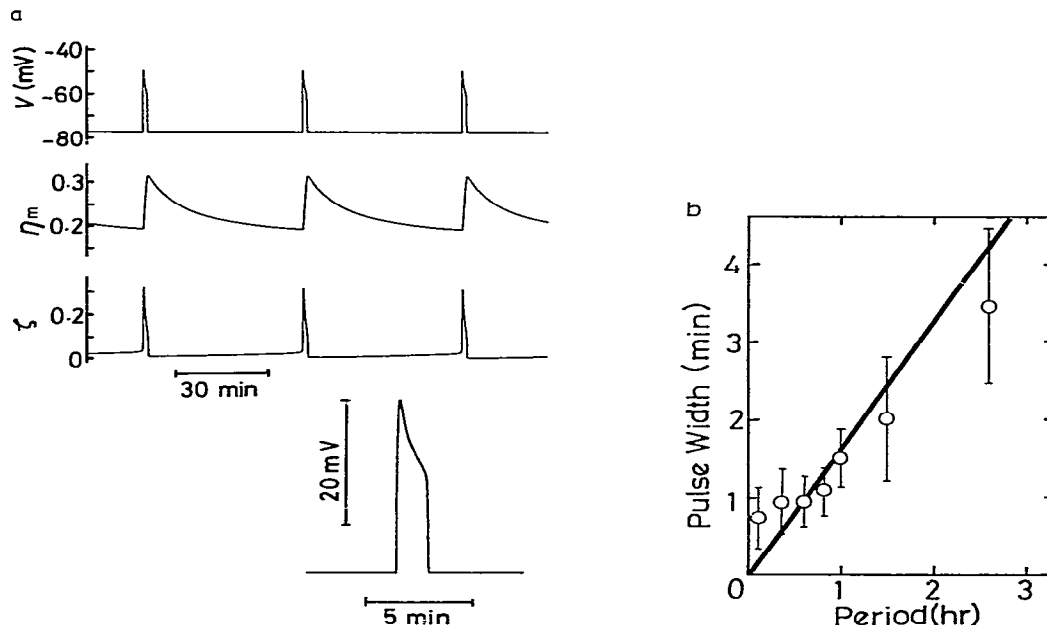 a
V (mV)
-40
-60
-80
ηm
0·3
0·2
ζ
0·2
0
30 min
20 mV
5 min
b
Pulse Width (min)
4
3
2
1
0
1
2
3
Period(hr)